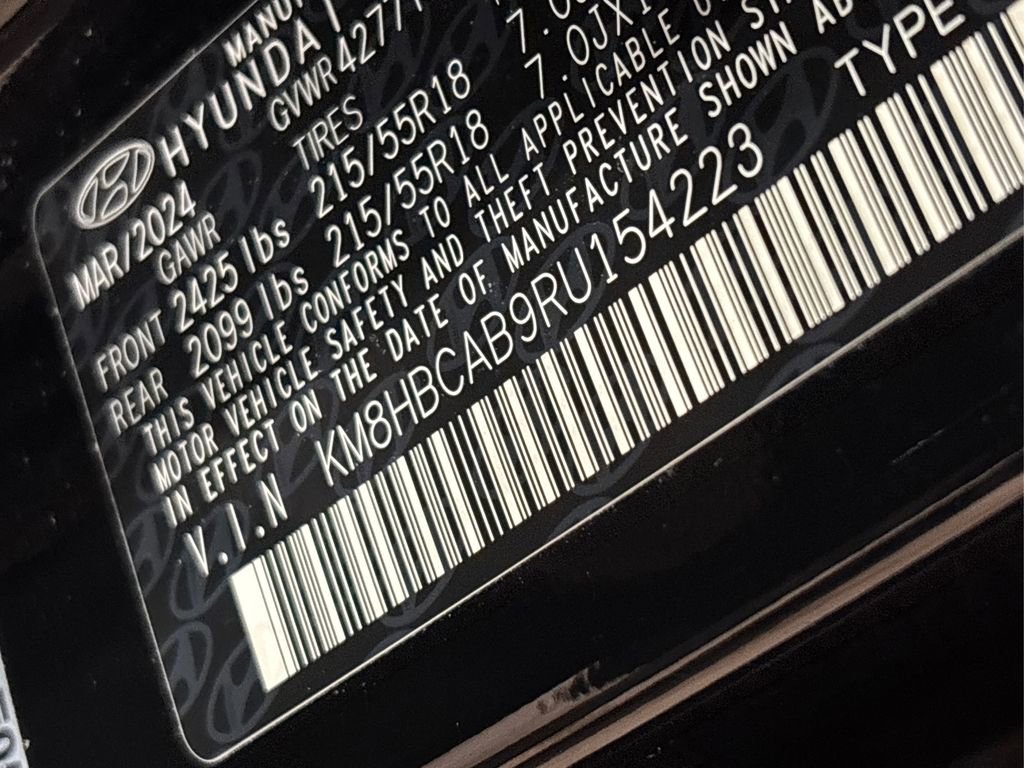 HYUNDAI
MAR/2024 GVWR 4277
GAWR TIRES
FRONT 2425 lbs 215/55R18
REAR 2099 lbs 215/55R18
THIS VEHICLE CONFORMS TO ALL APPLICABLE
MOTOR VEHICLE SAFETY AND THEFT PREVENTION
IN EFFECT ON THE DATE OF MANUFACTURE SHOWN
V.I.N KM8HBCAB9RU154223 TYPE